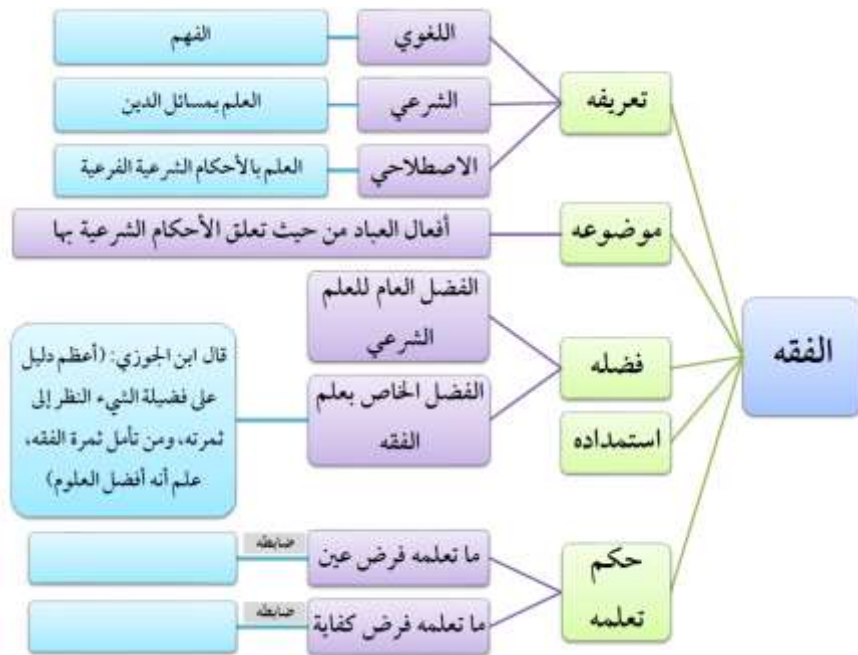 الفقه
تعريفه
اللغوي
الفهم
الشرعي
العلم بمسائل الدين
الاصطلاحي
العلم بالأحكام الشرعية الفرعية
موضوعه
أفعال العباد من حيث تعلق الأحكام الشرعية بها
فضله
الفضل العام للعلم
الشرعي
الفضل الخاص بعلم
الفقه
قال ابن الجوزي: (أعظم دليل
على فضيلة الشيء النظر إلى
ثمرته، ومن تأمل ثمرة الفقه،
علم أنه أفضل العلوم)
استمداده
حكم
تعلمه
ما تعلمه فرض عين
ضابطه
ما تعلمه فرض كفاية
ضابطه